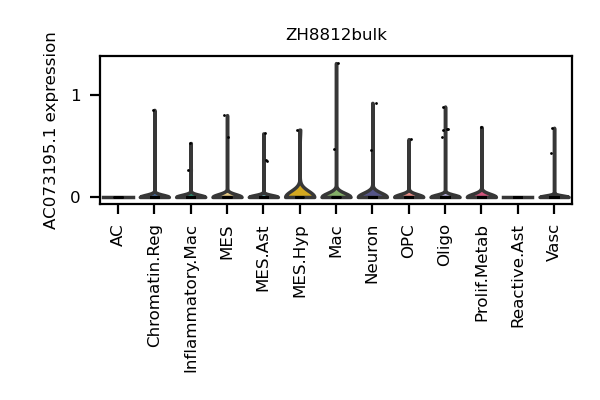 ZH8812bulk
AC073195.1 expression
1
0
AC
Chromatin.Reg
Inflammatory.Mac
MES
MES.Ast
MES.Hyp
Mac
Neuron
OPC
Oligo
Prolif.Metab
Reactive.Ast
Vasc